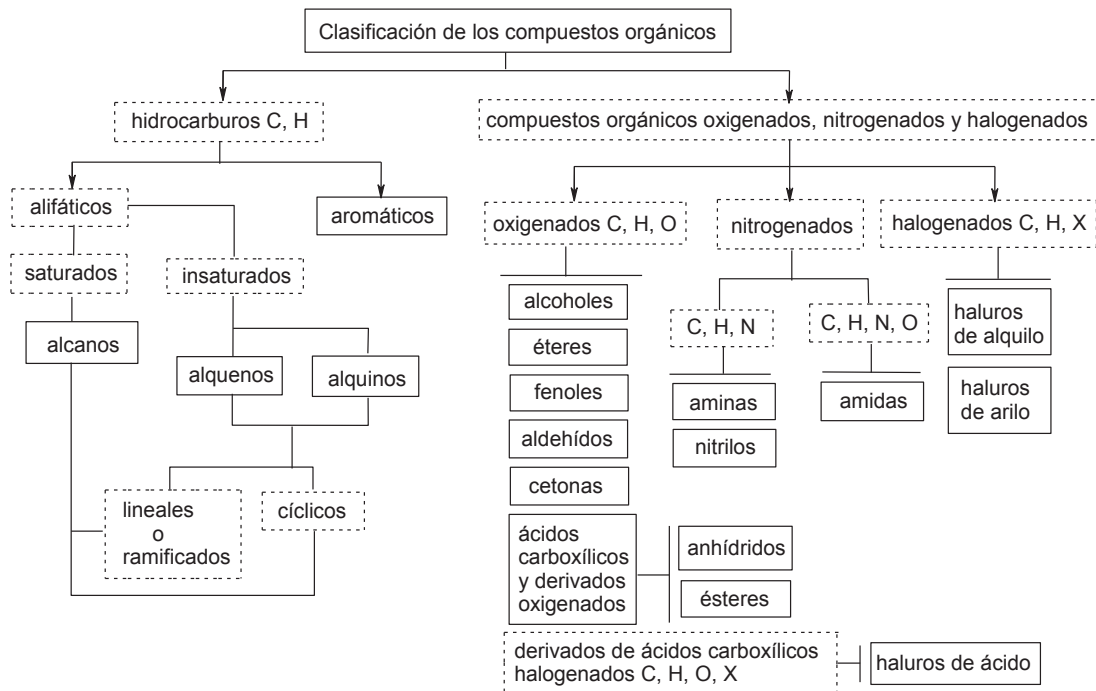 Clasificación de los compuestos orgánicos
hidrocarburos C, H
compuestos orgánicos oxigenados, nitrogenados y halogenados
alifáticos
aromáticos
oxigenados C, H, O
nitrogenados
halogenados C, H, X
saturados
insaturados
alcanos
alquenos
alquinos
lineales
o
ramificados
cíclicos
alcoholes
éteres
fenoles
aldehídos
cetonas
ácidos
carboxílicos
y derivados
oxigenados
anhídridos
ésteres
C, H, N
C, H, N, O
aminas
nitrilos
amidas
haluros
de alquilo
haluros
de arilo
derivados de ácidos carboxílicos
halogenados C, H, O, X
haluros de ácido